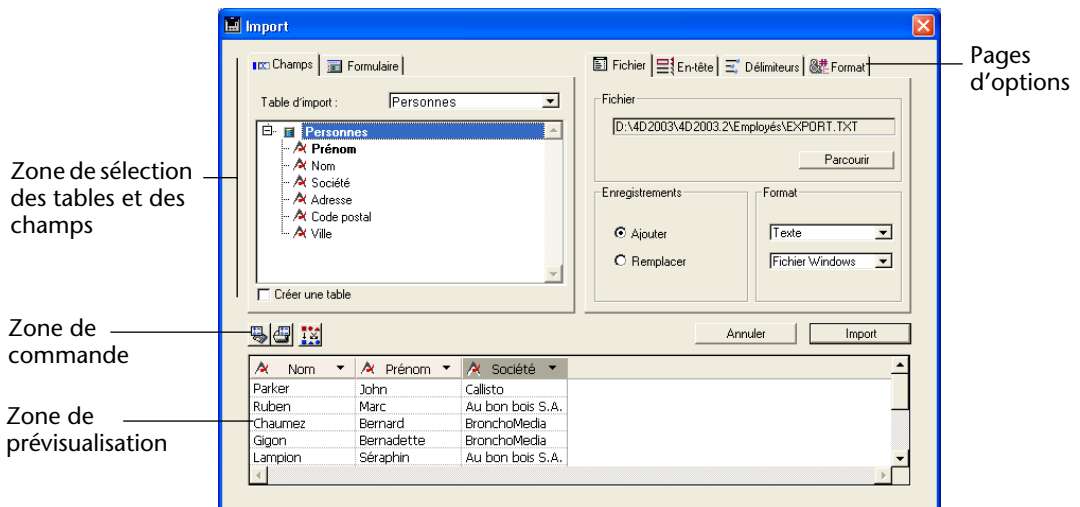 Import
Champs
Formulaire
Fichier
En-tête
Délimiteurs
Format
Pages
d'options
Table d'import :
Personnes
Personnes
Prénom
Nom
Société
Adresse
Code postal
Ville
Créer une table
Zone de sélection
des tables et des
champs
Fichier
D:\4D2003\4D2003.2\Employés\EXPORT.TXT
Parcourir
Enregistrements
Ajouter
Remplacer
Format
Texte
Fichier Windows
Zone de
commande
Annuler
Import
Nom Prénom Société
Parker John Callisto
Ruben Marc Au bon bois S.A.
Chaumez Bernard BronchoMedia
Gigon Bernadette BronchoMedia
Lampion Séraphin Au bon bois S.A.
Zone de
prévisualisation